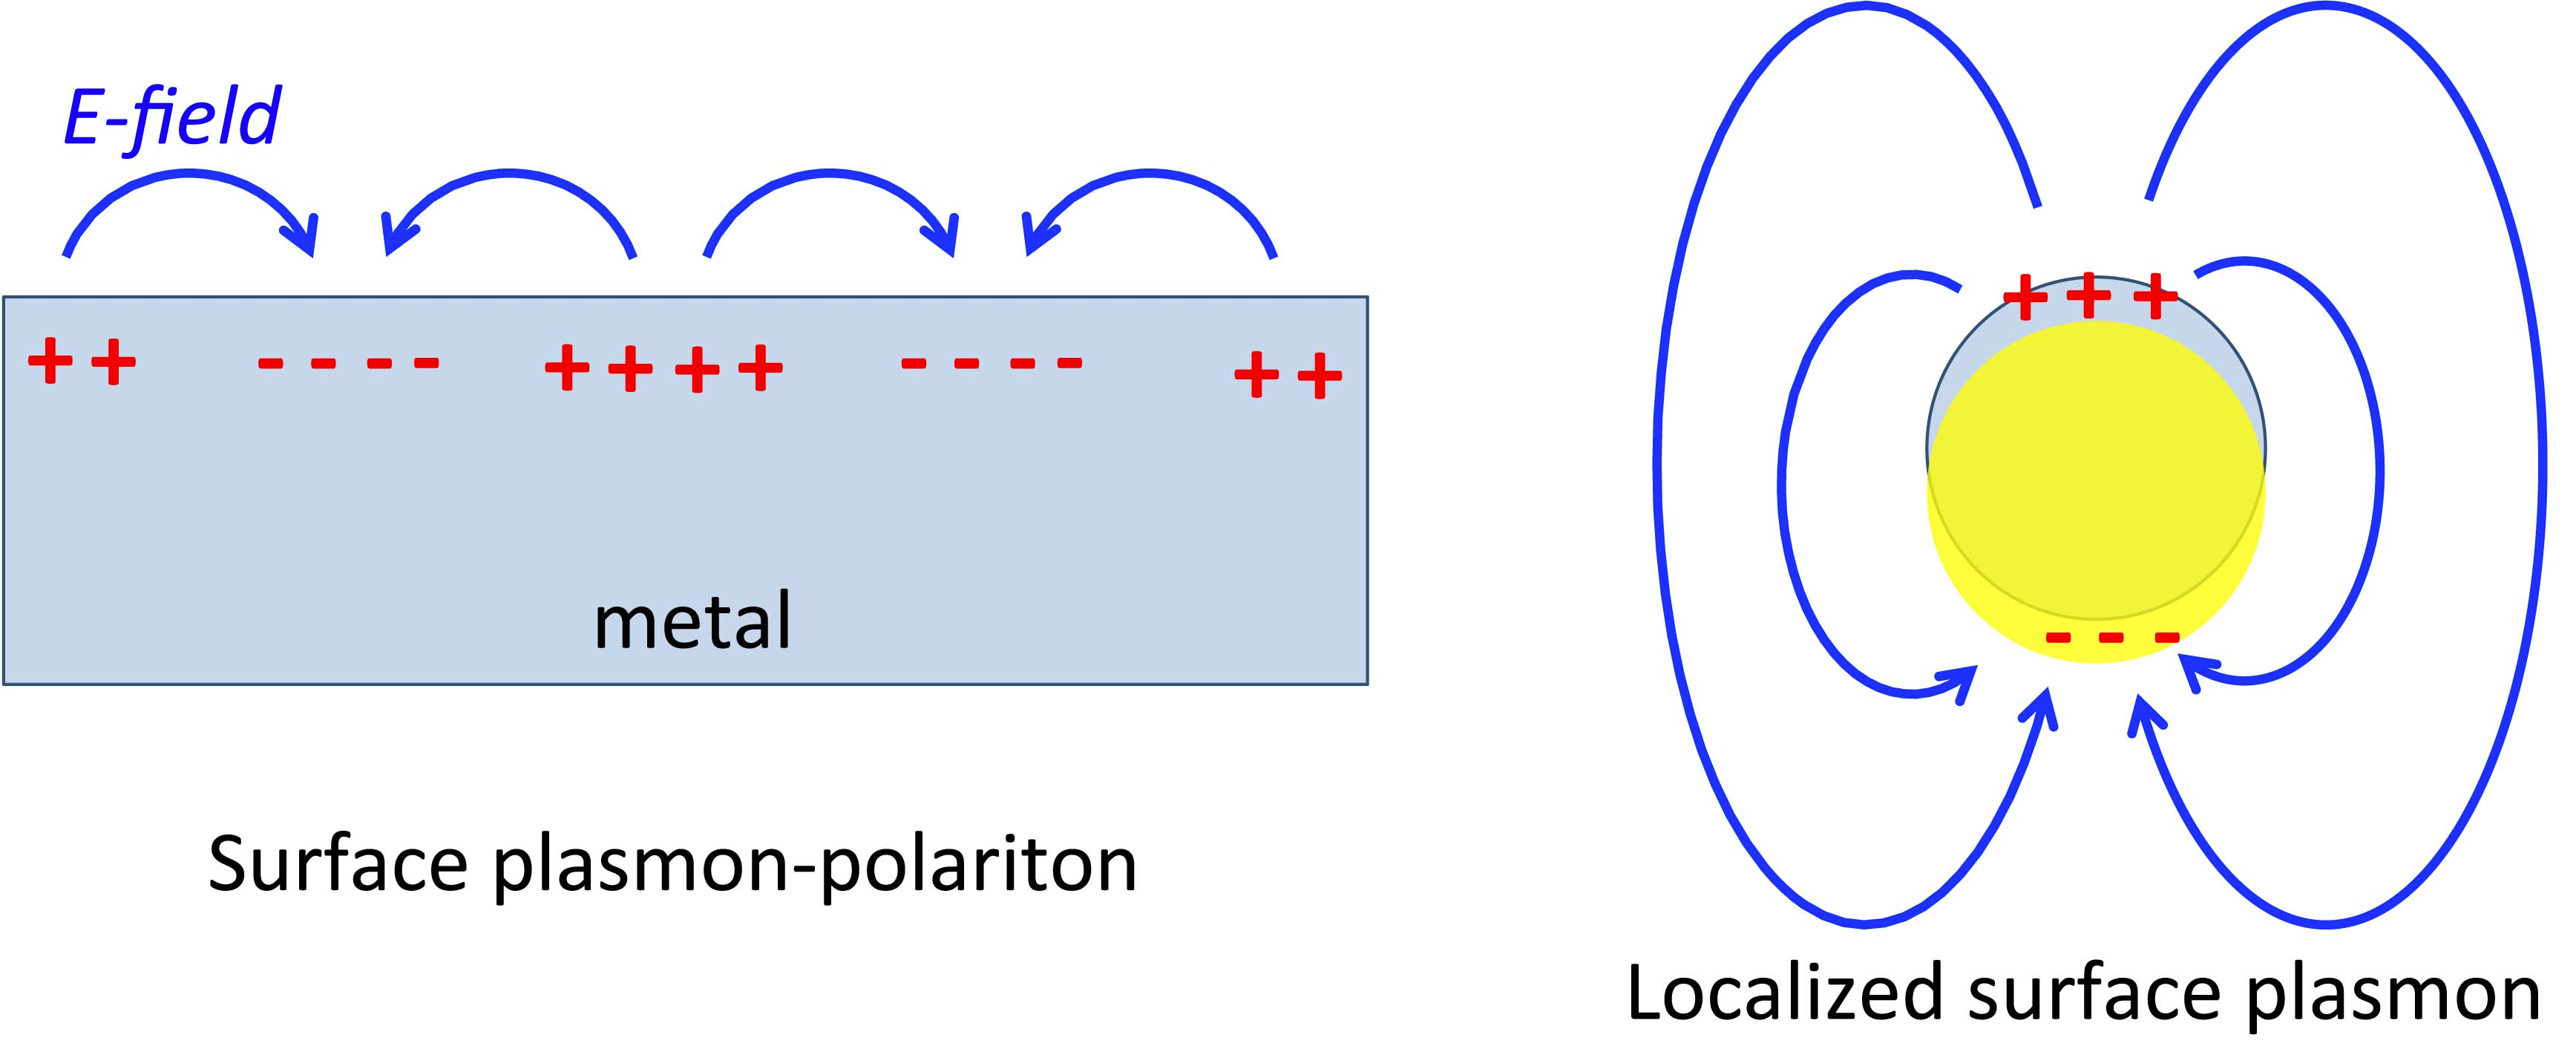 E-field
++ - - - - ++++ - - - - ++
metal
Surface plasmon-polariton
+++
- - -
Localized surface plasmon